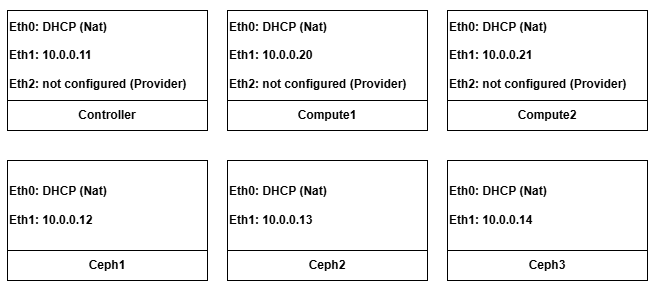 Eth0: DHCP (Nat)
Eth1: 10.0.0.11
Eth2: not configured (Provider)
Controller
Eth0: DHCP (Nat)
Eth1: 10.0.0.20
Eth2: not configured (Provider)
Compute1
Eth0: DHCP (Nat)
Eth1: 10.0.0.21
Eth2: not configured (Provider)
Compute2
Eth0: DHCP (Nat)
Eth1: 10.0.0.12
Ceph1
Eth0: DHCP (Nat)
Eth1: 10.0.0.13
Ceph2
Eth0: DHCP (Nat)
Eth1: 10.0.0.14
Ceph3